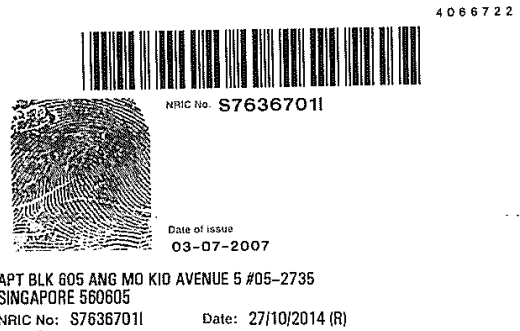 4066722
NRIC No. S7636701I
Date of issue
03-07-2007
APT BLK 605 ANG MO KIO AVENUE 5 #05-2735
SINGAPORE 560605
NRIC No: S7636701I Date: 27/10/2014 (R)